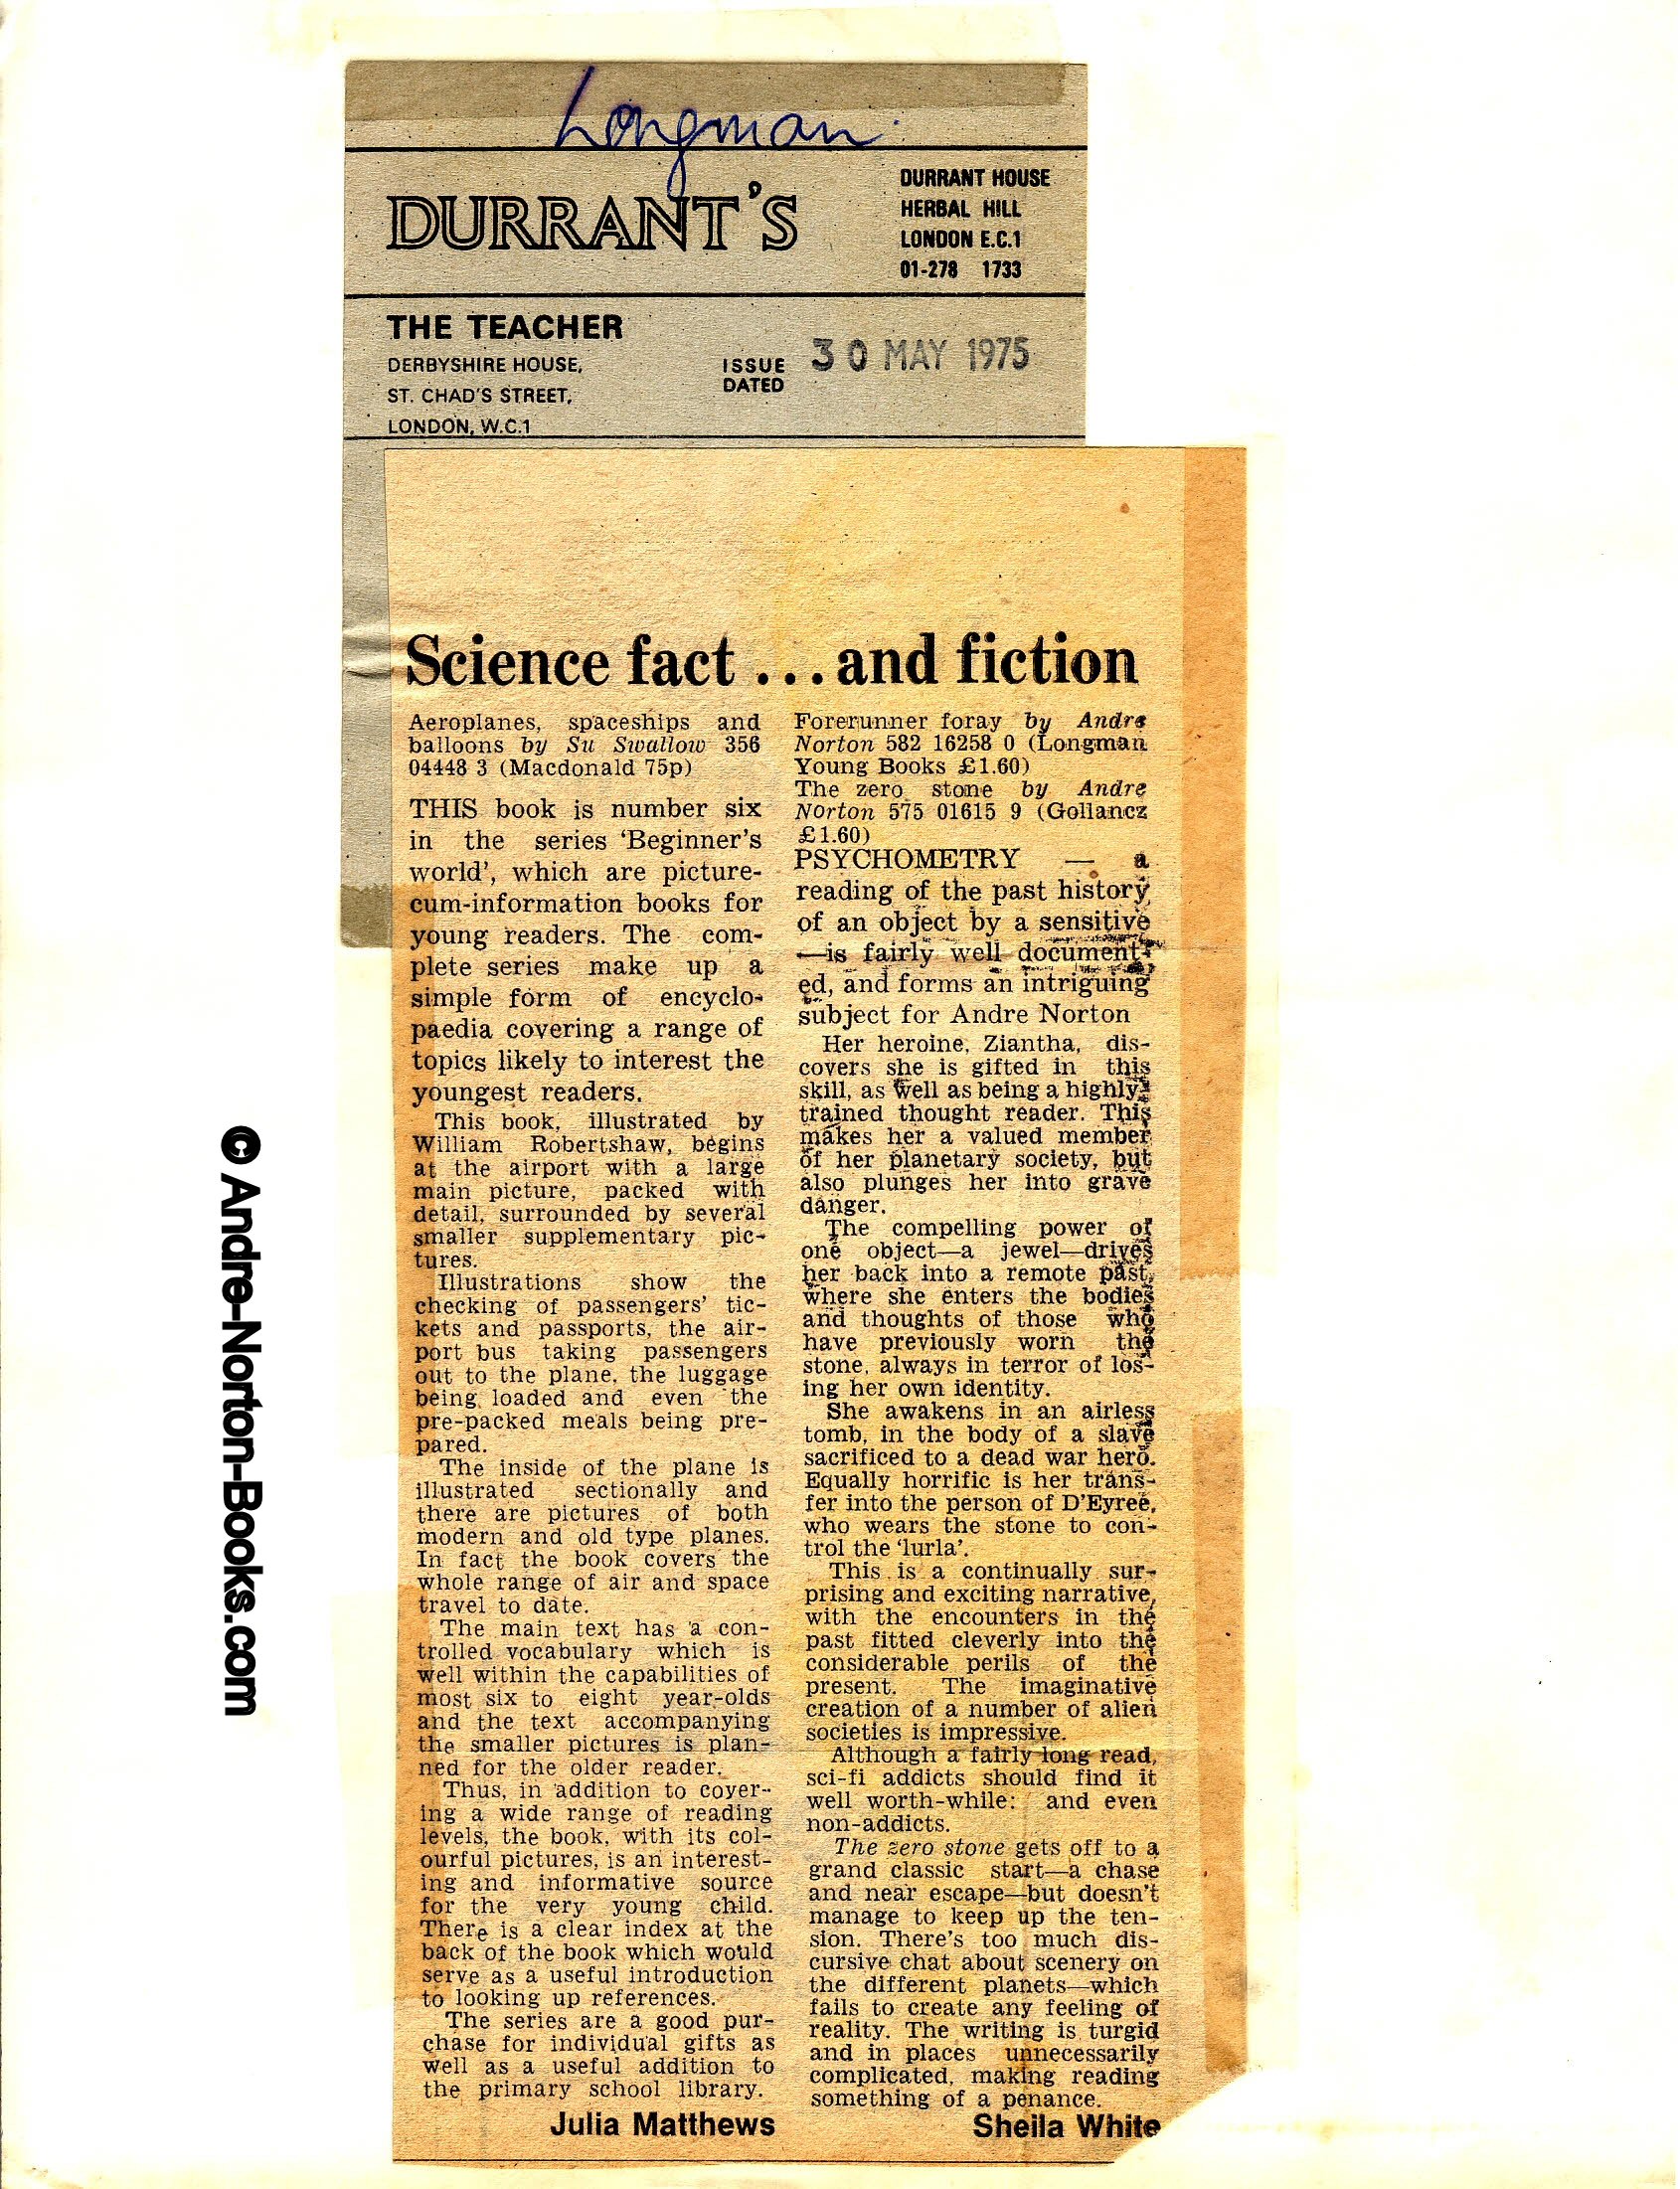 Longman
DURRANT'S
DURRANT HOUSE
HERBAL HILL
LONDON E.C.1
01-278 1733
THE TEACHER
DERBYSHIRE HOUSE,
ST. CHAD'S STREET,
LONDON, W.C.1
ISSUE
DATED
30 MAY 1975
Science fact ... and fiction
Aeroplanes, spaceships and
balloons by Su Swallow 356
04448 3 (Macdonald 75p)
THIS book is number six
in the series 'Beginner's
world', which are picture-
cum-information books for
young readers. The com-
plete series make up a
simple form of encyclo-
paedia covering a range of
topics likely to interest the
youngest readers.
This book, illustrated by
William Robertshaw, begins
at the airport with a large
main picture, packed with
detail, surrounded by several
smaller supplementary pic-
tures.
Illustrations show the
checking of passengers' tic-
kets and passports, the air-
port bus taking passengers
out to the plane, the luggage
being loaded and even the
pre-packed meals being pre-
pared.
The inside of the plane is
illustrated sectionally and
there are pictures of both
modern and old type planes.
In fact the book covers the
whole range of air and space
travel to date.
The main text has a con-
trolled vocabulary which is
well within the capabilities of
most six to eight year-olds
and the text accompanying
the smaller pictures is plan-
ned for the older reader.
Thus, in addition to cover-
ing a wide range of reading
levels, the book, with its col-
ourful pictures, is an interest-
ing and informative source
for the very young child.
There is a clear index at the
back of the book which would
serve as a useful introduction
to looking up references.
The series are a good pur-
chase for individual gifts as
well as a useful addition to
the primary school library.
Julia Matthews
Forerunner foray by Andre
Norton 582 16258 0 (Longman
Young Books £1.60)
The zero stone by Andre
Norton 575 01615 9 (Gollancz
£1.60)
PSYCHOMETRY — a
reading of the past history
of an object by a sensitive
—is fairly well document-
ed, and forms an intriguing
subject for Andre Norton
Her heroine, Ziantha, dis-
covers she is gifted in this
skill, as well as being a highly
trained thought reader. This
makes her a valued member
of her planetary society, but
also plunges her into grave
danger.
The compelling power of
one object—a jewel—drives
her back into a remote past,
where she enters the bodies
and thoughts of those who
have previously worn the
stone, always in terror of los-
ing her own identity.
She awakens in an airless
tomb, in the body of a slave
sacrificed to a dead war hero.
Equally horrific is her trans-
fer into the person of D'Eyree,
who wears the stone to con-
trol the 'lurla'.
This is a continually sur-
prising and exciting narrative,
with the encounters in the
past fitted cleverly into the
considerable perils of the
present. The imaginative
creation of a number of alien
societies is impressive.
Although a fairly long read,
sci-fi addicts should find it
well worth-while: and even
non-addicts.
The zero stone gets off to a
grand classic start—a chase
and near escape—but doesn't
manage to keep up the ten-
sion. There's too much dis-
cursive chat about scenery on
the different planets—which
fails to create any feeling of
reality. The writing is turgid
and in places unnecessarily
complicated, making reading
something of a penance.
Sheila White
© Andre-Norton-Books.com